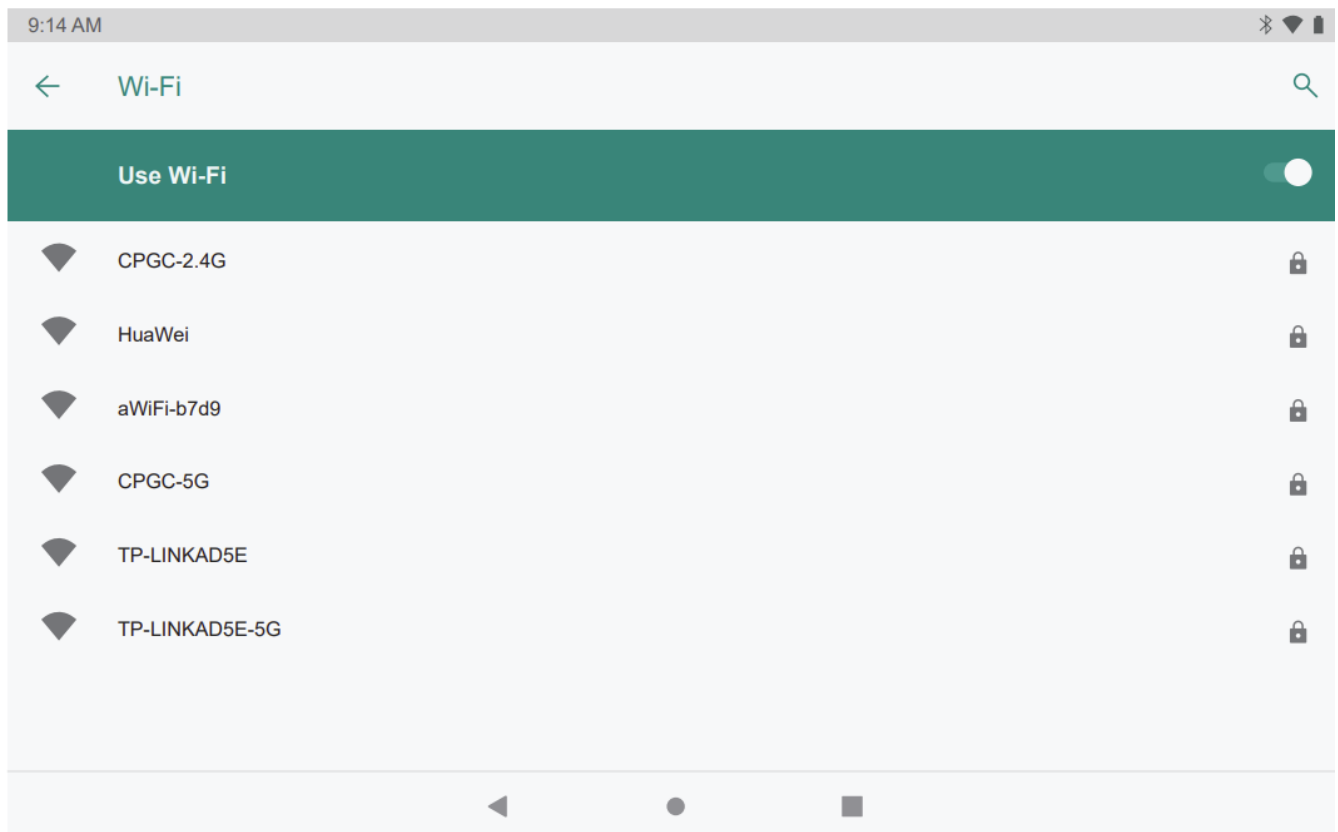 9:14 AM
Wi-Fi
Use Wi-Fi
CPGC-2.4G
HuaWei
aWiFi-b7d9
CPGC-5G
TP-LINKAD5E
TP-LINKAD5E-5G